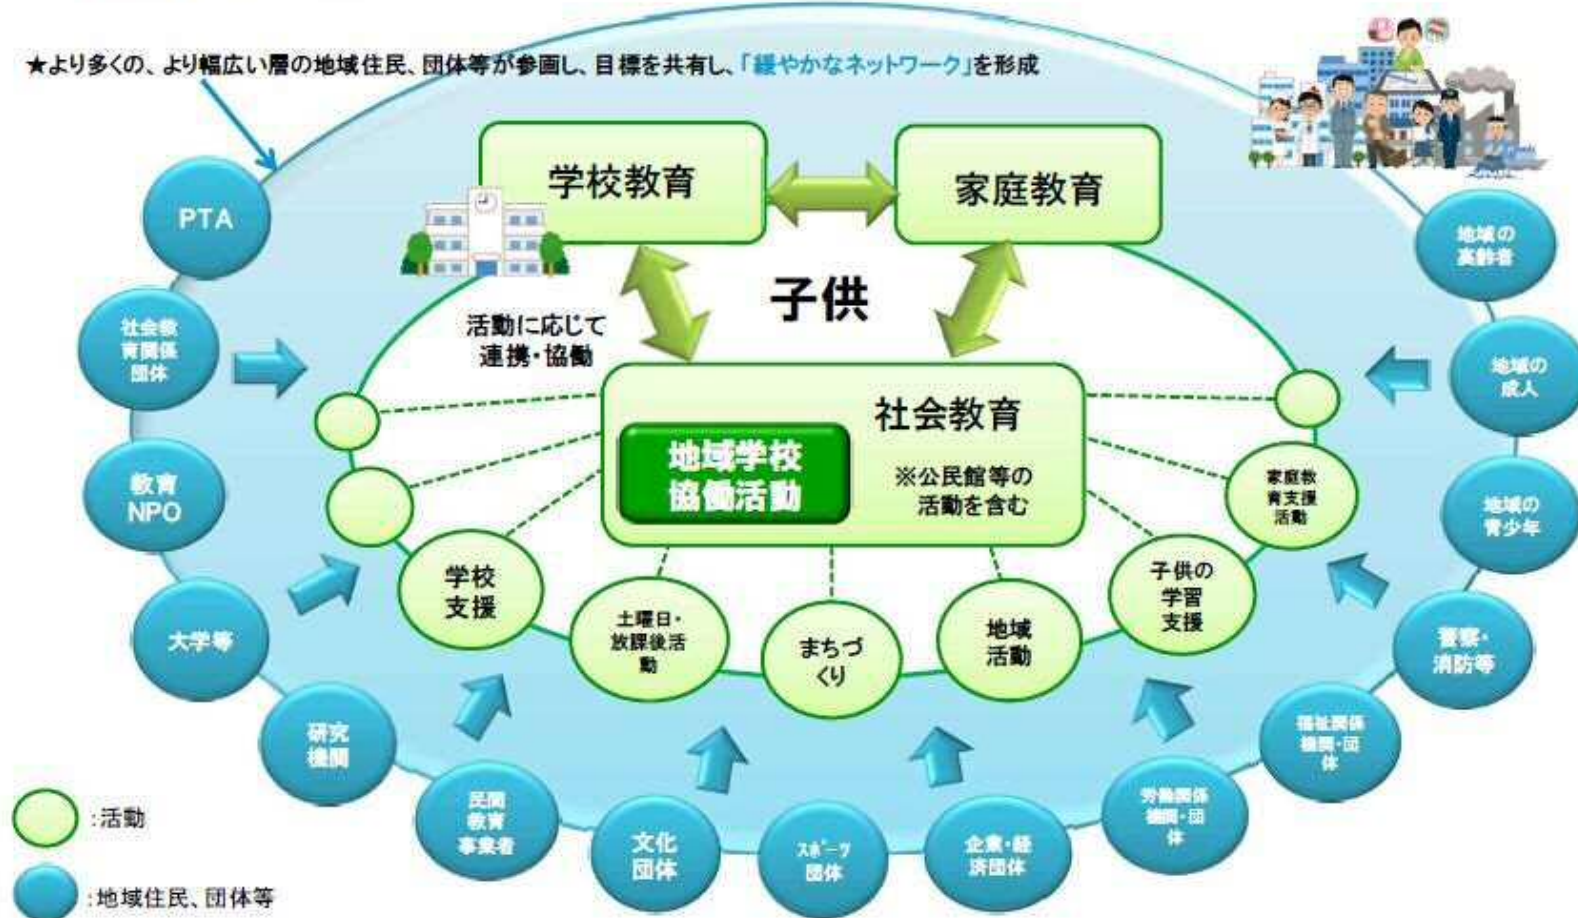 ★より多くの、より幅広い層の地域住民、団体等が参画し、目標を共有し、「緩やかなネットワーク」を形成
学校教育
家庭教育
子供
活動に応じて
連携・協働
社会教育
地域学校
協働活動
※公民館等の
活動を含む
学校
支援
土曜日・
放課後活
動
まちづ
くり
地域
活動
子供の
学習
支援
家庭教
育支援
活動
PTA
社会教
育関係
団体
教育
NPO
大学等
研究
機関
民間
教育
事業者
文化
団体
スポーツ
団体
企業・経
済団体
労働関係
機関・団
体
福祉関係
機関・団
体
警察・
消防等
地域の
青少年
地域の
成人
地域の
高齢者
:活動
:地域住民、団体等